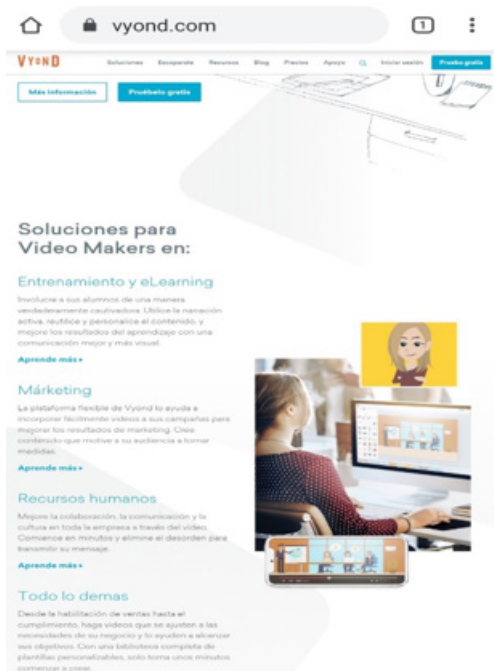 vyond.com
1
VYOND Soluciones Escaparate Recursos Blog Precios Apoyo Iniciar sesión Prueba gratis
Más información Pruébelo gratis
Soluciones para
Video Makers en:
Entrenamiento y eLearning
Involucre a sus alumnos de una manera
verdaderamente cautivadora. Utilice la narración
activa, reutilice y personalice el contenido, y
mejore los resultados del aprendizaje con una
comunicación mejor y más visual.
Aprende más ▸
Márketing
La plataforma flexible de Vyond lo ayuda a
incorporar fácilmente videos a sus campañas para
mejorar los resultados de marketing. Cree
contenido que motive a su audiencia a tomar
medidas.
Aprende más ▸
Recursos humanos
Mejore la colaboración, la comunicación y la
cultura en toda la empresa a través del video.
Comience en minutos y elimine el desorden para
transmitir su mensaje.
Aprende más ▸
Todo lo demas
Desde la habilitación de ventas hasta el
cumplimiento, haga videos que se ajusten a las
necesidades de su negocio y lo ayuden a alcanzar
sus objetivos. Con una biblioteca completa de
plantillas personalizables, solo toma unos minutos
comenzar a crear.